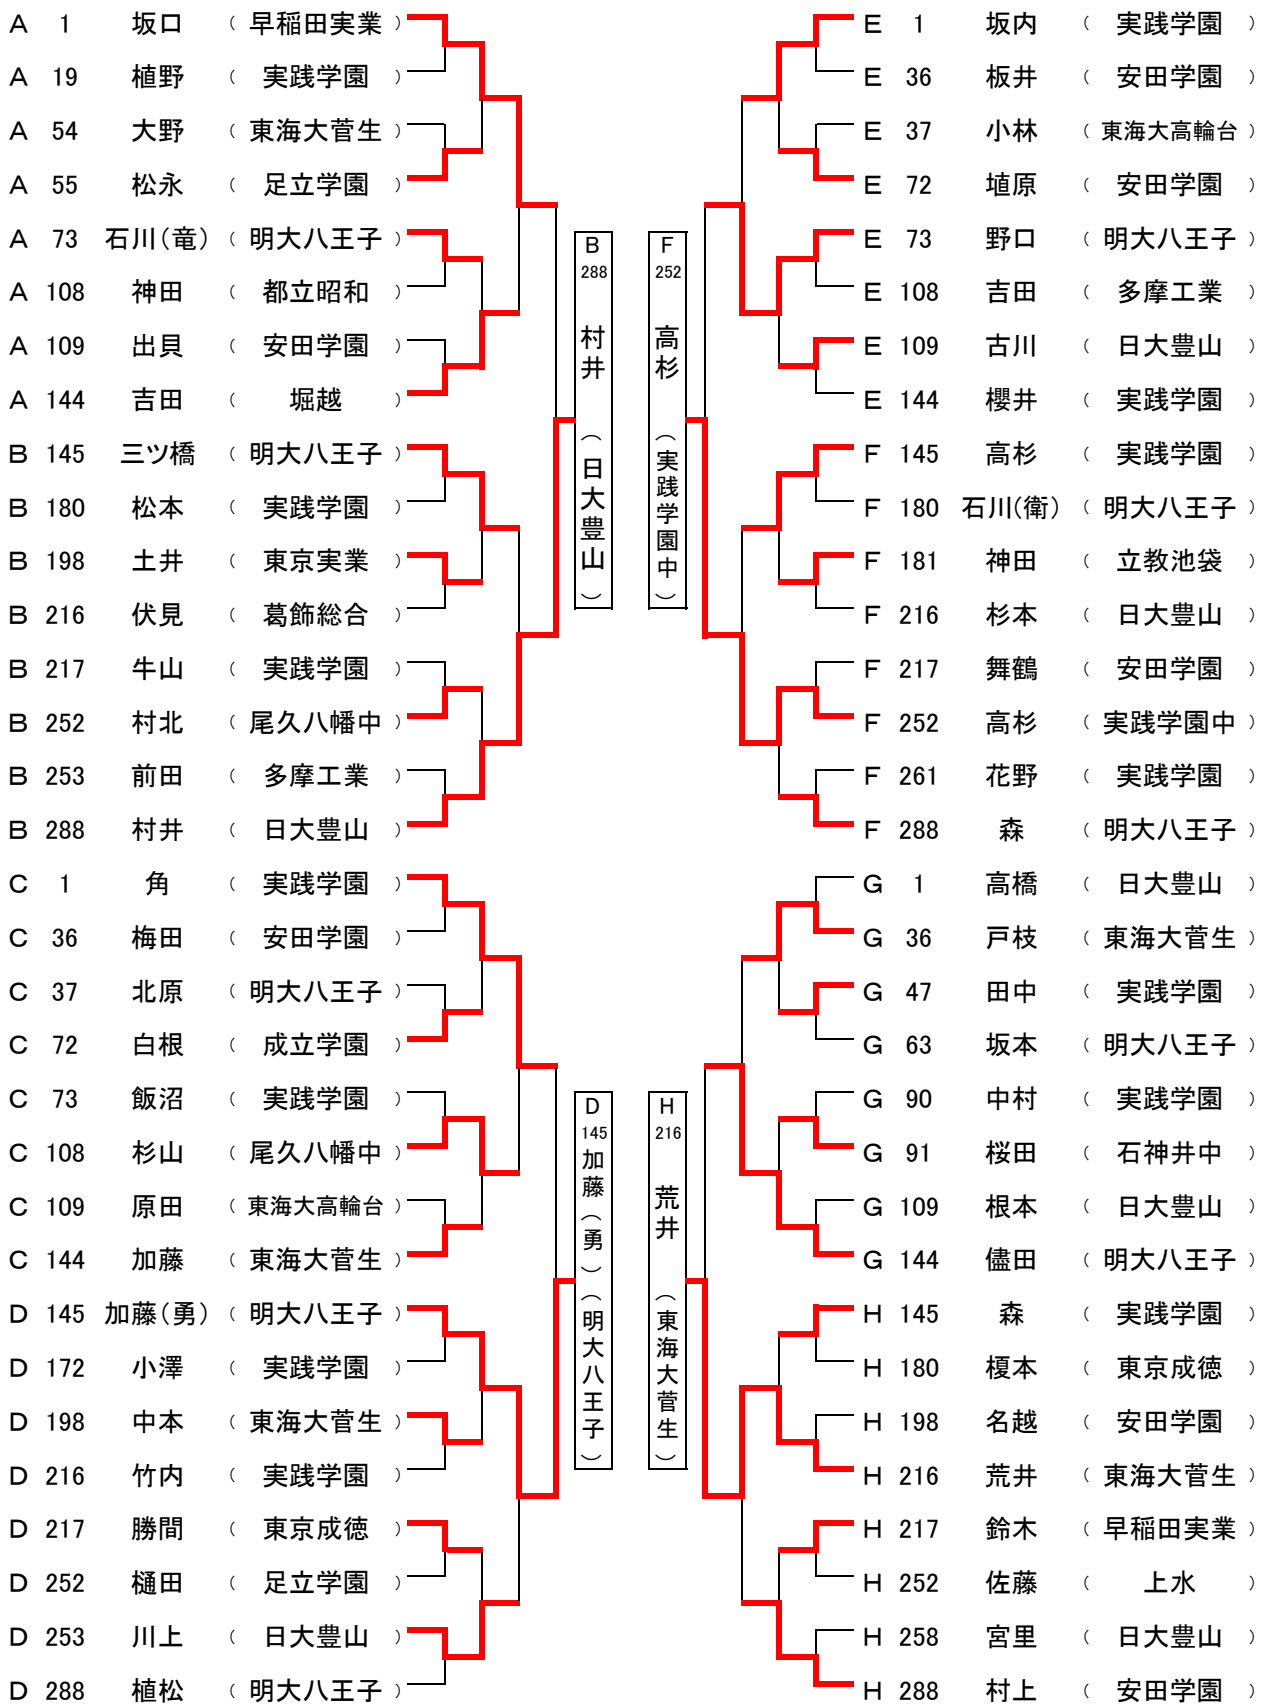 A 1 坂口 （ 早稲田実業 ）
A 19 植野 （ 実践学園 ）
A 54 大野 （ 東海大菅生 ）
A 55 松永 （ 足立学園 ）
A 73 石川（竜） （ 明大八王子 ）
A 108 神田 （ 都立昭和 ）
A 109 出貝 （ 安田学園 ）
A 144 吉田 （ 堀越 ）
B 145 三ツ橋 （ 明大八王子 ）
B 180 松本 （ 実践学園 ）
B 198 土井 （ 東京実業 ）
B 216 伏見 （ 葛飾総合 ）
B 217 牛山 （ 実践学園 ）
B 252 村北 （ 尾久八幡中 ）
B 253 前田 （ 多摩工業 ）
B 288 村井 （ 日大豊山 ）
C 1 角 （ 実践学園 ）
C 36 梅田 （ 安田学園 ）
C 37 北原 （ 明大八王子 ）
C 72 白根 （ 成立学園 ）
C 73 飯沼 （ 実践学園 ）
C 108 杉山 （ 尾久八幡中 ）
C 109 原田 （ 東海大高輪台 ）
C 144 加藤 （ 東海大菅生 ）
D 145 加藤（勇） （ 明大八王子 ）
D 172 小澤 （ 実践学園 ）
D 198 中本 （ 東海大菅生 ）
D 216 竹内 （ 実践学園 ）
D 217 勝間 （ 東京成徳 ）
D 252 樋田 （ 足立学園 ）
D 253 川上 （ 日大豊山 ）
D 288 植松 （ 明大八王子 ）
B
288
村井（日大豊山）
F
252
高杉（実践学園中）
D
145
加藤（勇）（明大八王子）
H
216
荒井（東海大菅生）
E 1 坂内 （ 実践学園 ）
E 36 板井 （ 安田学園 ）
E 37 小林 （ 東海大高輪台 ）
E 72 埴原 （ 安田学園 ）
E 73 野口 （ 明大八王子 ）
E 108 吉田 （ 多摩工業 ）
E 109 古川 （ 日大豊山 ）
E 144 櫻井 （ 実践学園 ）
F 145 高杉 （ 実践学園 ）
F 180 石川（衛） （ 明大八王子 ）
F 181 神田 （ 立教池袋 ）
F 216 杉本 （ 日大豊山 ）
F 217 舞鶴 （ 安田学園 ）
F 252 高杉 （ 実践学園中 ）
F 261 花野 （ 実践学園 ）
F 288 森 （ 明大八王子 ）
G 1 高橋 （ 日大豊山 ）
G 36 戸枝 （ 東海大菅生 ）
G 47 田中 （ 実践学園 ）
G 63 坂本 （ 明大八王子 ）
G 90 中村 （ 実践学園 ）
G 91 桜田 （ 石神井中 ）
G 109 根本 （ 日大豊山 ）
G 144 儘田 （ 明大八王子 ）
H 145 森 （ 実践学園 ）
H 180 榎本 （ 東京成徳 ）
H 198 名越 （ 安田学園 ）
H 216 荒井 （ 東海大菅生 ）
H 217 鈴木 （ 早稲田実業 ）
H 252 佐藤 （ 上水 ）
H 258 宮里 （ 日大豊山 ）
H 288 村上 （ 安田学園 ）